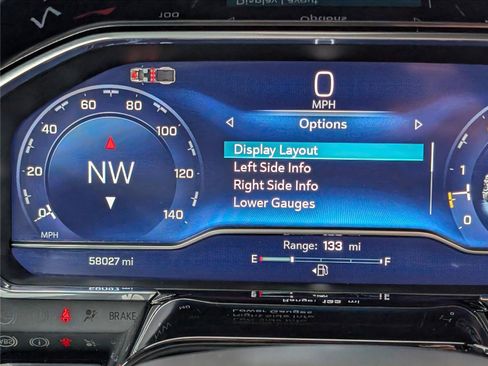 0
MPH
Options
Display Layout
Left Side Info
Right Side Info
Lower Gauges
60 80
40 100
20 120
0 140
NW
MPH
1
0
58027 mi
Range: 133 mi
E F
BRAKE
ABS